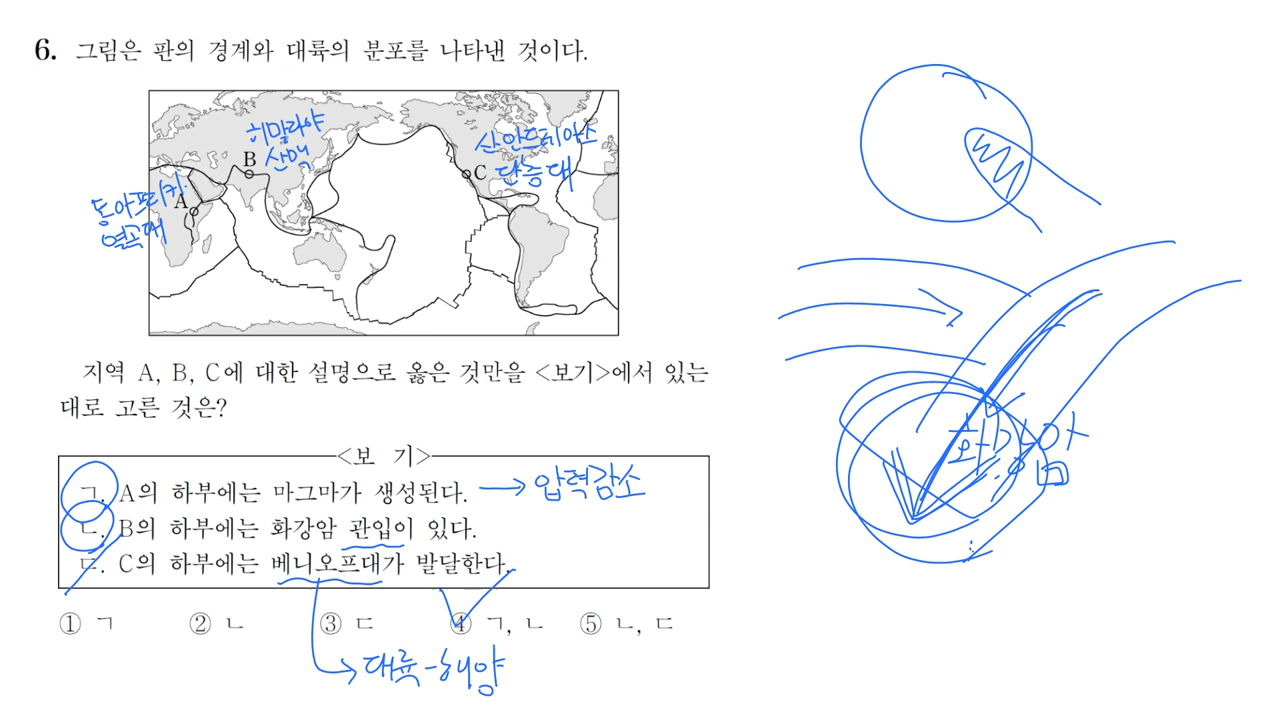 6. 그림은 판의 경계와 대륙의 분포를 나타낸 것이다.
히말라야
산맥
B
산안드레아스
단층대
C
동아프리카
열곡대
A
지역 A, B, C에 대한 설명으로 옳은 것만을 <보기>에서 있는
대로 고른 것은?
<보 기>
ㄱ. A의 하부에는 마그마가 생성된다. → 압력감소
ㄴ. B의 하부에는 화강암 관입이 있다.
ㄷ. C의 하부에는 베니오프대가 발달한다.
① ㄱ ② ㄴ ③ ㄷ ④ ㄱ, ㄴ ⑤ ㄴ, ㄷ
대륙-해양
화강암